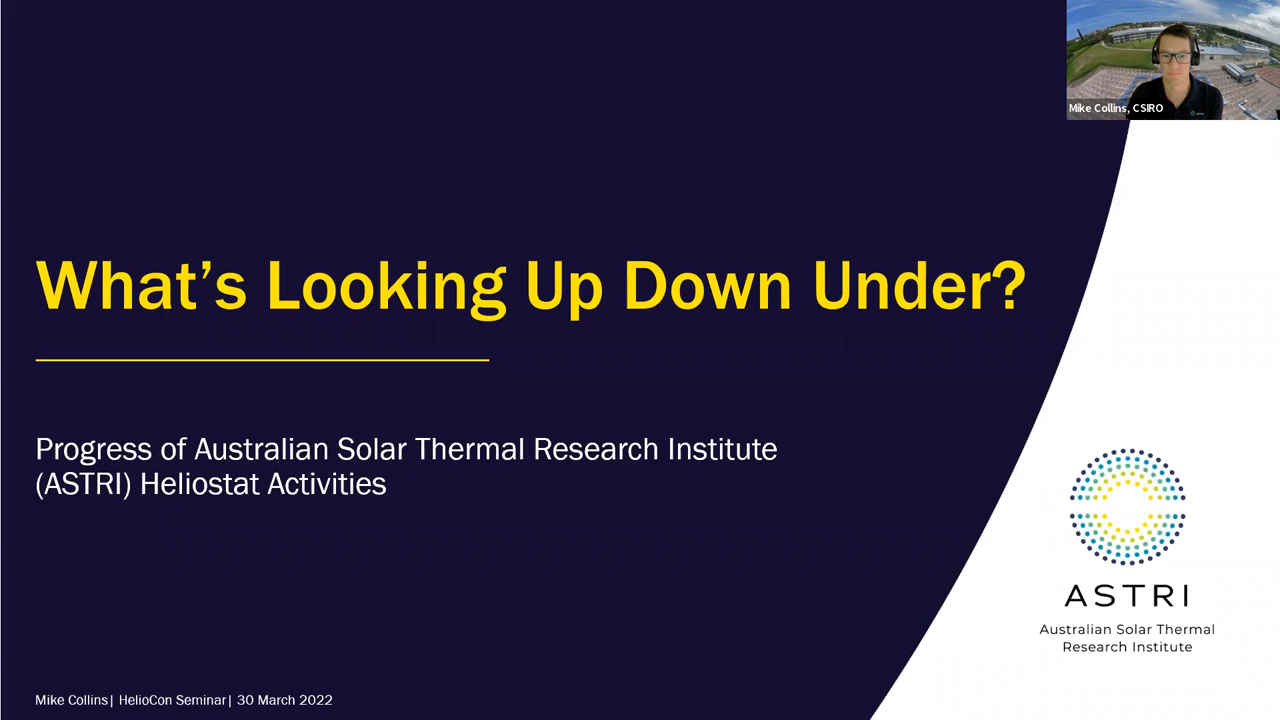 Mike Collins, CSIRO
What's Looking Up Down Under?
Progress of Australian Solar Thermal Research Institute
(ASTRI) Heliostat Activities
ASTRI
Australian Solar Thermal
Research Institute
Mike Collins| HelioCon Seminar| 30 March 2022